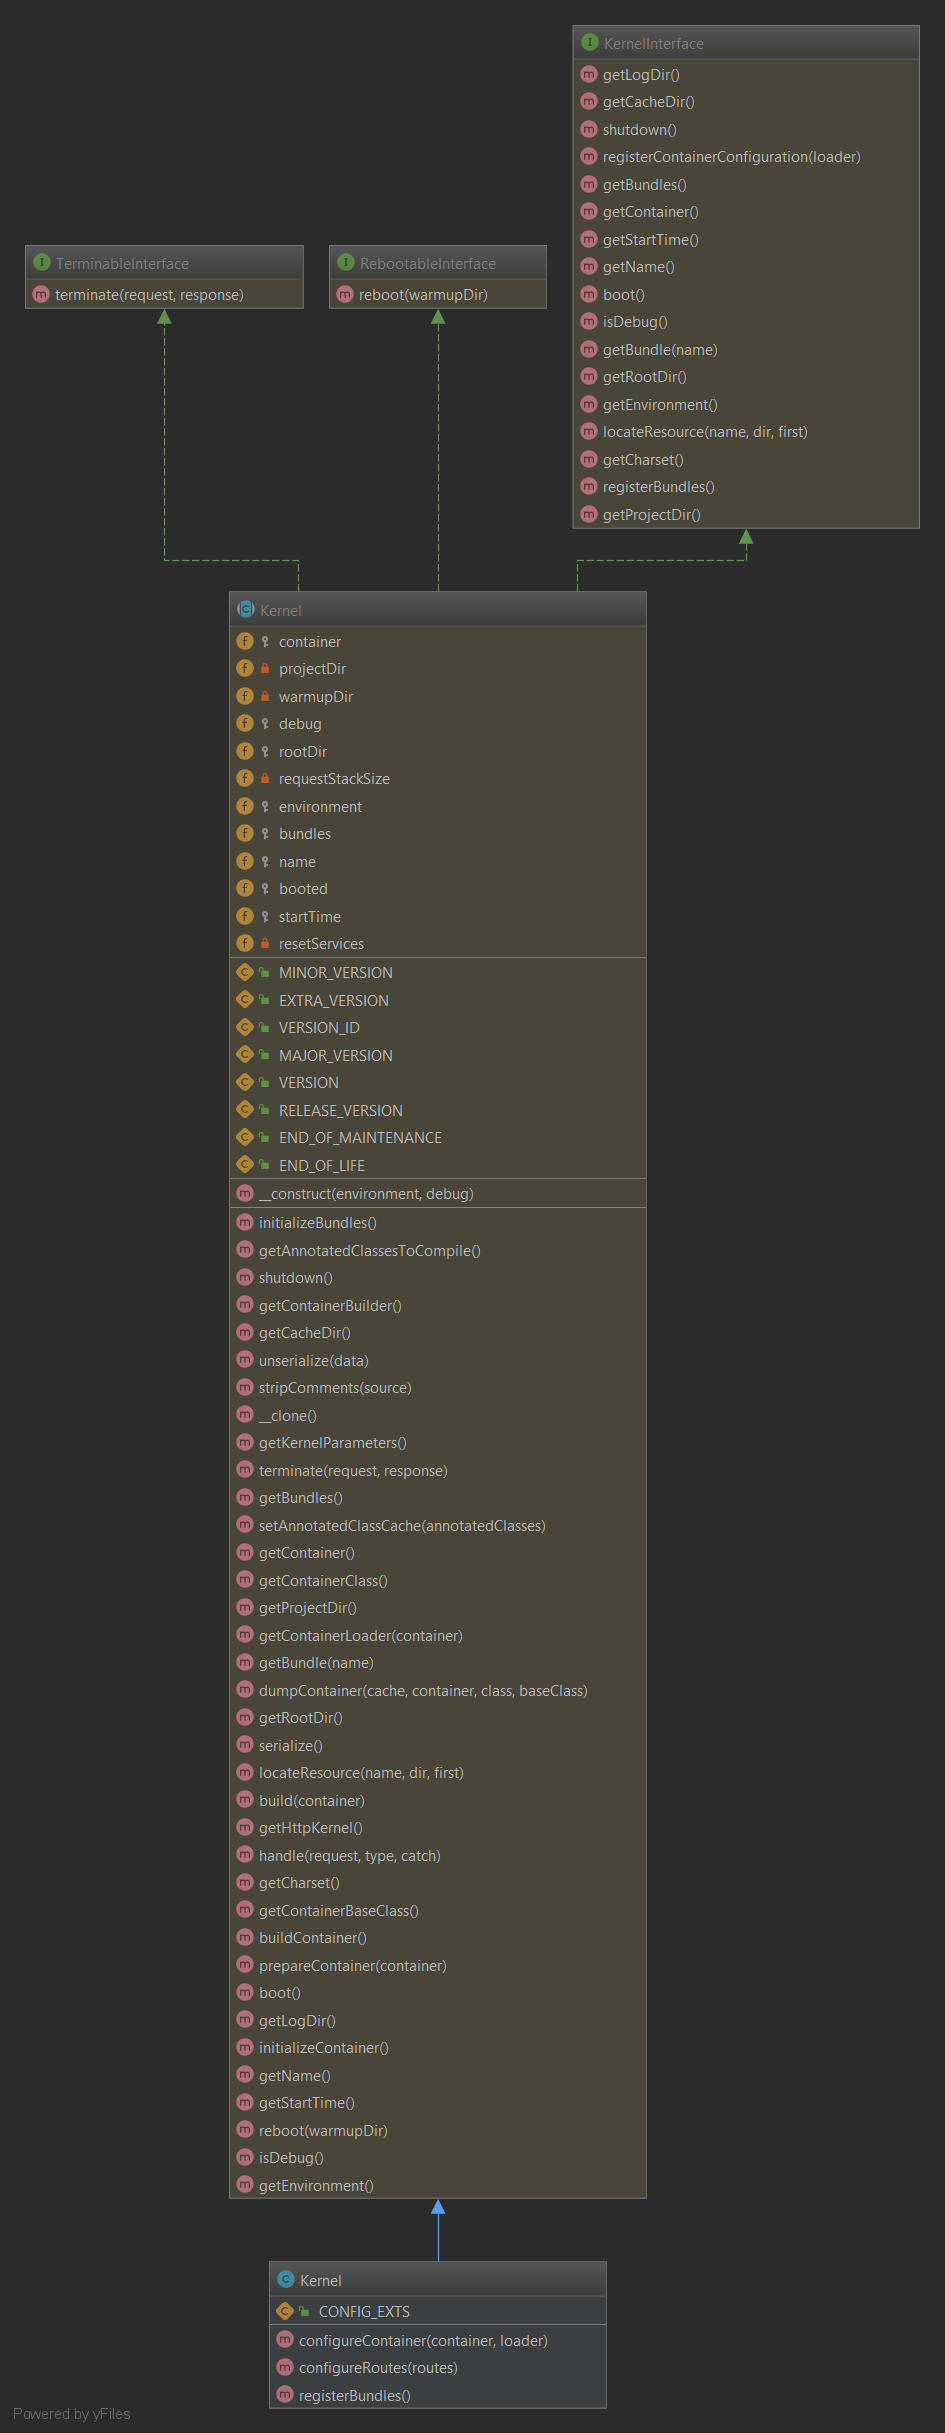 KernelInterface
getLogDir()
getCacheDir()
shutdown()
registerContainerConfiguration(loader)
getBundles()
getContainer()
getStartTime()
getName()
boot()
isDebug()
getBundle(name)
getRootDir()
getEnvironment()
locateResource(name, dir, first)
getCharset()
registerBundles()
getProjectDir()
TerminableInterface
terminate(request, response)
RebootableInterface
reboot(warmupDir)
Kernel
container
projectDir
warmupDir
debug
rootDir
requestStackSize
environment
bundles
name
booted
startTime
resetServices
MINOR_VERSION
EXTRA_VERSION
VERSION_ID
MAJOR_VERSION
VERSION
RELEASE_VERSION
END_OF_MAINTENANCE
END_OF_LIFE
__construct(environment, debug)
initializeBundles()
getAnnotatedClassesToCompile()
shutdown()
getContainerBuilder()
getCacheDir()
unserialize(data)
stripComments(source)
__clone()
getKernelParameters()
terminate(request, response)
getBundles()
setAnnotatedClassCache(annotatedClasses)
getContainer()
getContainerClass()
getProjectDir()
getContainerLoader(container)
getBundle(name)
dumpContainer(cache, container, class, baseClass)
getRootDir()
serialize()
locateResource(name, dir, first)
build(container)
getHttpKernel()
handle(request, type, catch)
getCharset()
getContainerBaseClass()
buildContainer()
prepareContainer(container)
boot()
getLogDir()
initializeContainer()
getName()
getStartTime()
reboot(warmupDir)
isDebug()
getEnvironment()
Kernel
CONFIG_EXTS
configureContainer(container, loader)
configureRoutes(routes)
registerBundles()
Powered by yFiles